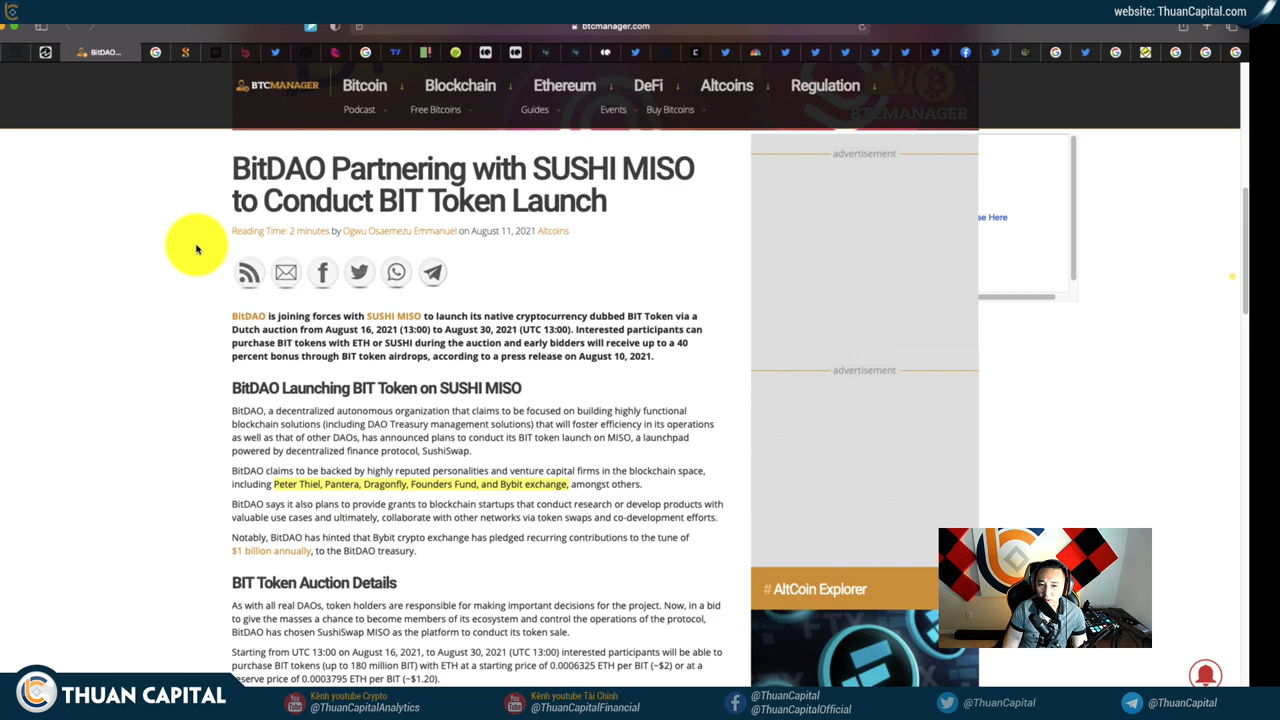 website: ThuanCapital.com
btcmanager.com
BitDAO...
BTCMANAGER
Bitcoin
Blockchain
Ethereum
DeFi
Altcoins
Regulation
Podcast
Free Bitcoins
Guides
Events
Buy Bitcoins
BTCMANAGER
BitDAO Partnering with SUSHI MISO
to Conduct BIT Token Launch
Reading Time: 2 minutes by Ogwu Osaemezu Emmanuel on August 11, 2021 Altcoins
BitDAO is joining forces with SUSHI MISO to launch its native cryptocurrency dubbed BIT Token via a
Dutch auction from August 16, 2021 (13:00) to August 30, 2021 (UTC 13:00). Interested participants can
purchase BIT tokens with ETH or SUSHI during the auction and early bidders will receive up to a 40
percent bonus through BIT token airdrops, according to a press release on August 10, 2021.
BitDAO Launching BIT Token on SUSHI MISO
BitDAO, a decentralized autonomous organization that claims to be focused on building highly functional
blockchain solutions (including DAO Treasury management solutions) that will foster efficiency in its operations
as well as that of other DAOs, has announced plans to conduct its BIT token launch on MISO, a launchpad
powered by decentralized finance protocol, SushiSwap.
BitDAO claims to be backed by highly reputed personalities and venture capital firms in the blockchain space,
including Peter Thiel, Pantera, Dragonfly, Founders Fund, and Bybit exchange, amongst others.
BitDAO says it also plans to provide grants to blockchain startups that conduct research or develop products with
valuable use cases and ultimately, collaborate with other networks via token swaps and co-development efforts.
Notably, BitDAO has hinted that Bybit crypto exchange has pledged recurring contributions to the tune of
$1 billion annually, to the BitDAO treasury.
BIT Token Auction Details
As with all real DAOs, token holders are responsible for making important decisions for the project. Now, in a bid
to give the masses a chance to become members of its ecosystem and control the operations of the protocol,
BitDAO has chosen SushiSwap MISO as the platform to conduct its token sale.
Starting from UTC 13:00 on August 16, 2021, to August 30, 2021 (UTC 13:00) interested participants will be able to
purchase BIT tokens (up to 180 million BIT) with ETH at a starting price of 0.0006325 ETH per BIT (~$2) or at a
eserve price of 0.0003795 ETH per BIT (~$1.20).
advertisement
se Here
advertisement
# AltCoin Explorer
FTX
THUAN CAPITAL
Kênh youtube Crypto
@ThuanCapitalAnalytics
Kênh youtube Tài Chính
@ThuanCapitalFinancial
@ThuanCapital
@ThuanCapitalOfficial
@ThuanCapital
@ThuanCapital